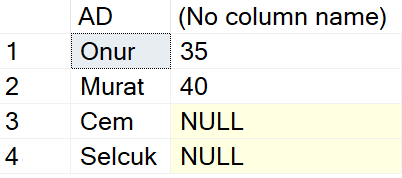 AD (No column name)
1 Onur 35
2 Murat 40
3 Cem NULL
4 Selcuk NULL